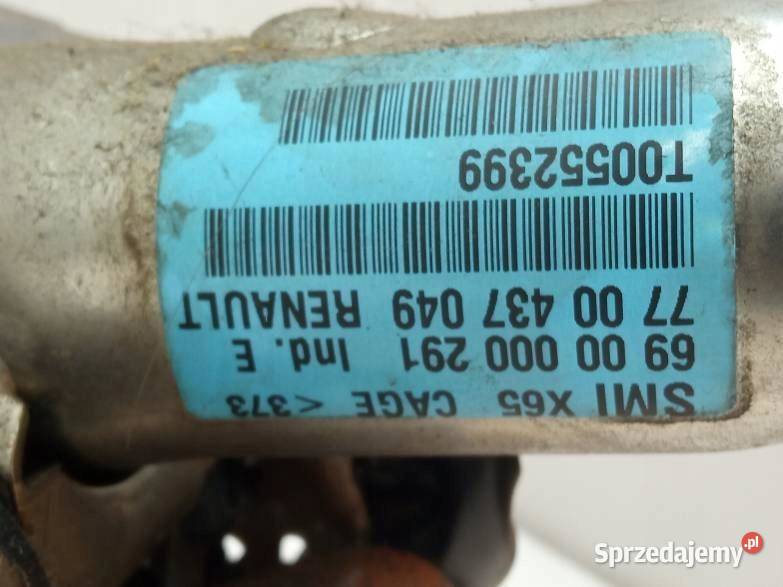 SMI X65 CAGE <373
69 00 000 291 Ind. E
77 00 437 049 RENAULT
T00552399
Sprzedajemy.pl